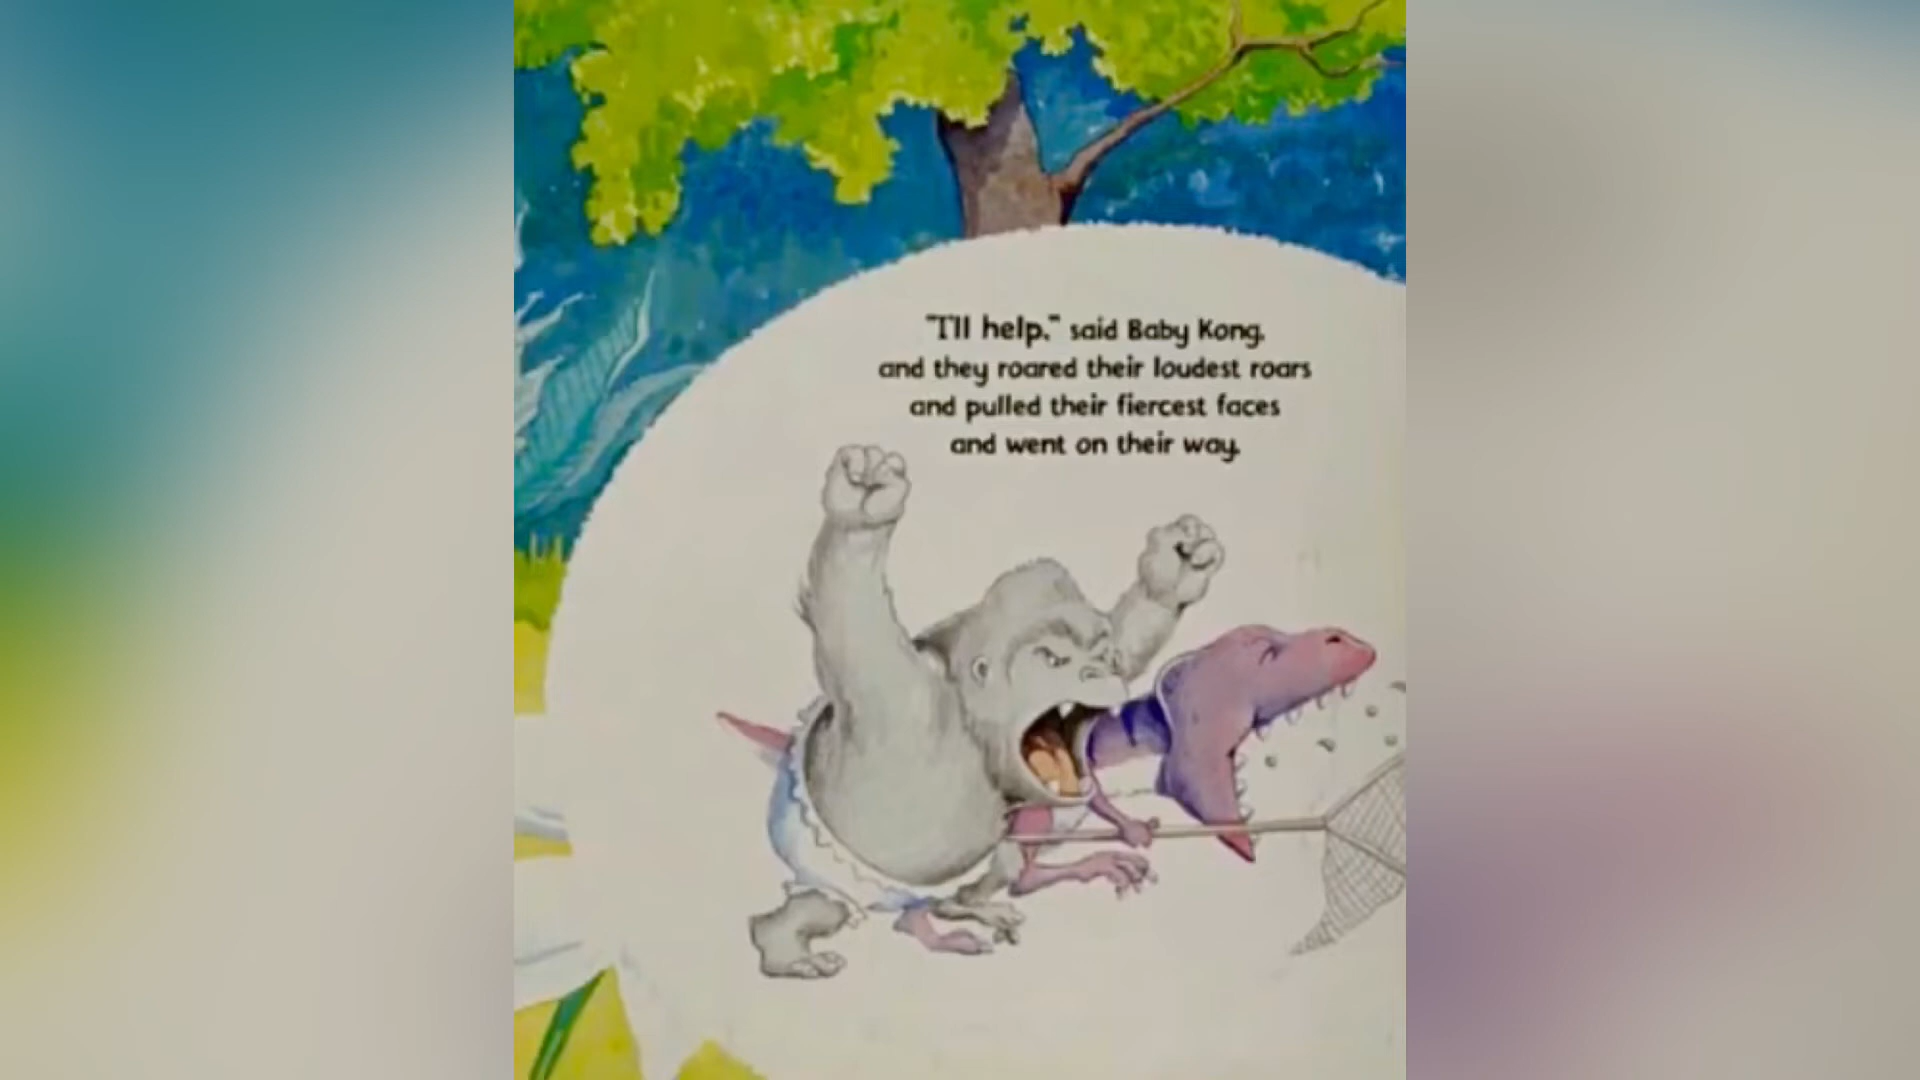 "I'll help," said Baby Kong,
and they roared their loudest roars
and pulled their fiercest faces
and went on their way.